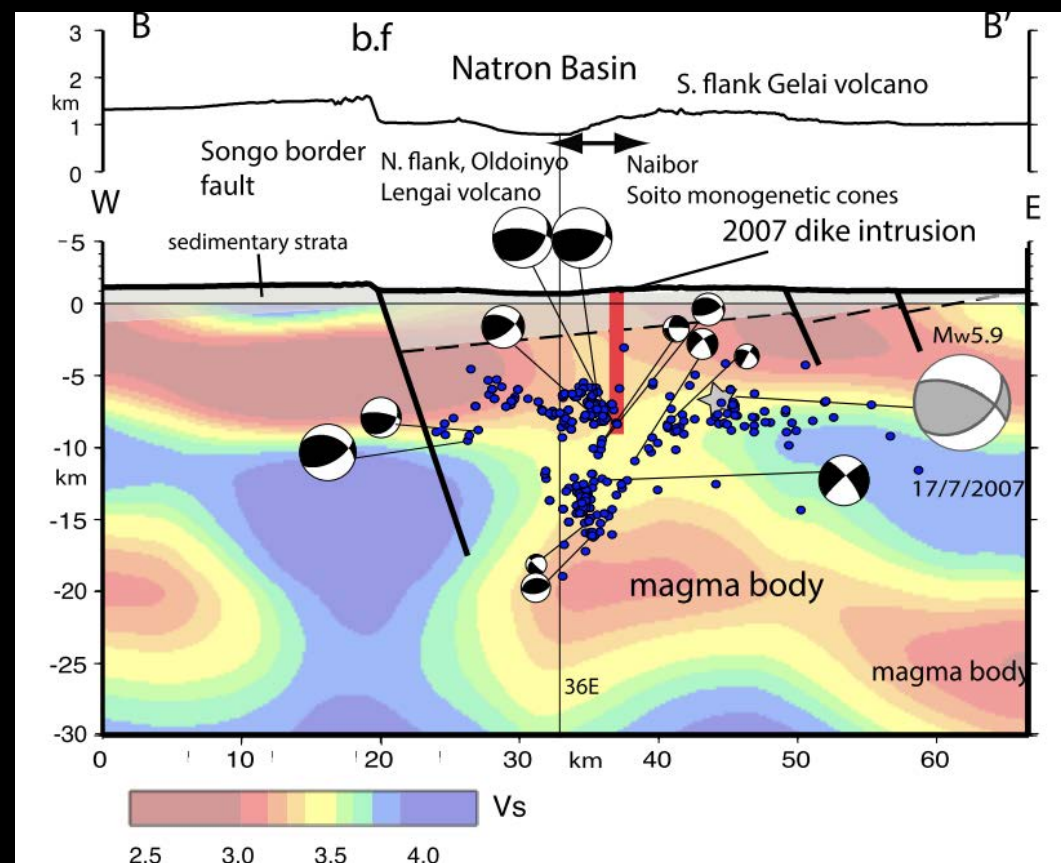 B
b.f
B'
3
2
km
1
0
Natron Basin
S. flank Gelai volcano
Songo border
fault
N. flank, Oldoinyo
Lengai volcano
Naibor
Soito monogenetic cones
W
E
2007 dike intrusion
sedimentary strata
-5
0
-5
-10
km
-15
-20
-25
-30
Mw5.9
17/7/2007
magma body
magma body
36E
0
10
20
30
km
40
50
60
Vs
2.5
3.0
3.5
4.0